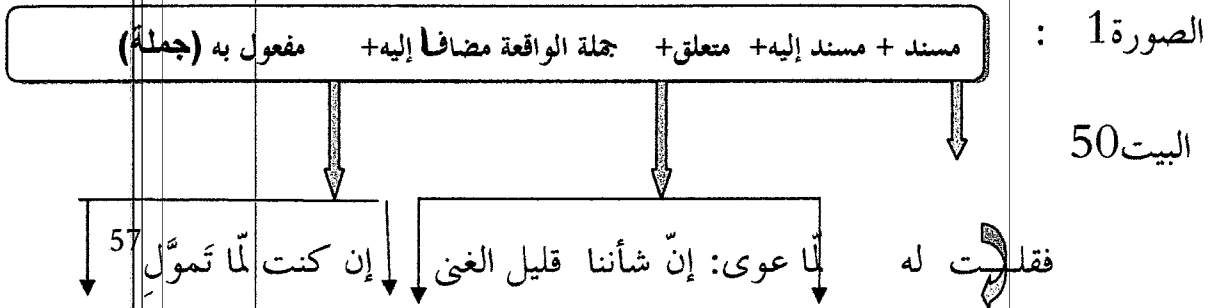 الصورة1 :
مسند + مسند إليه+ متعلق+ جملة الواقعة مضافا إليه+ مفعول به (جملة)
البيت50
فقلت له لمّا عوى: إنّ شأننا قليل الغنى إن كنت لمّا تَموَّلِ57